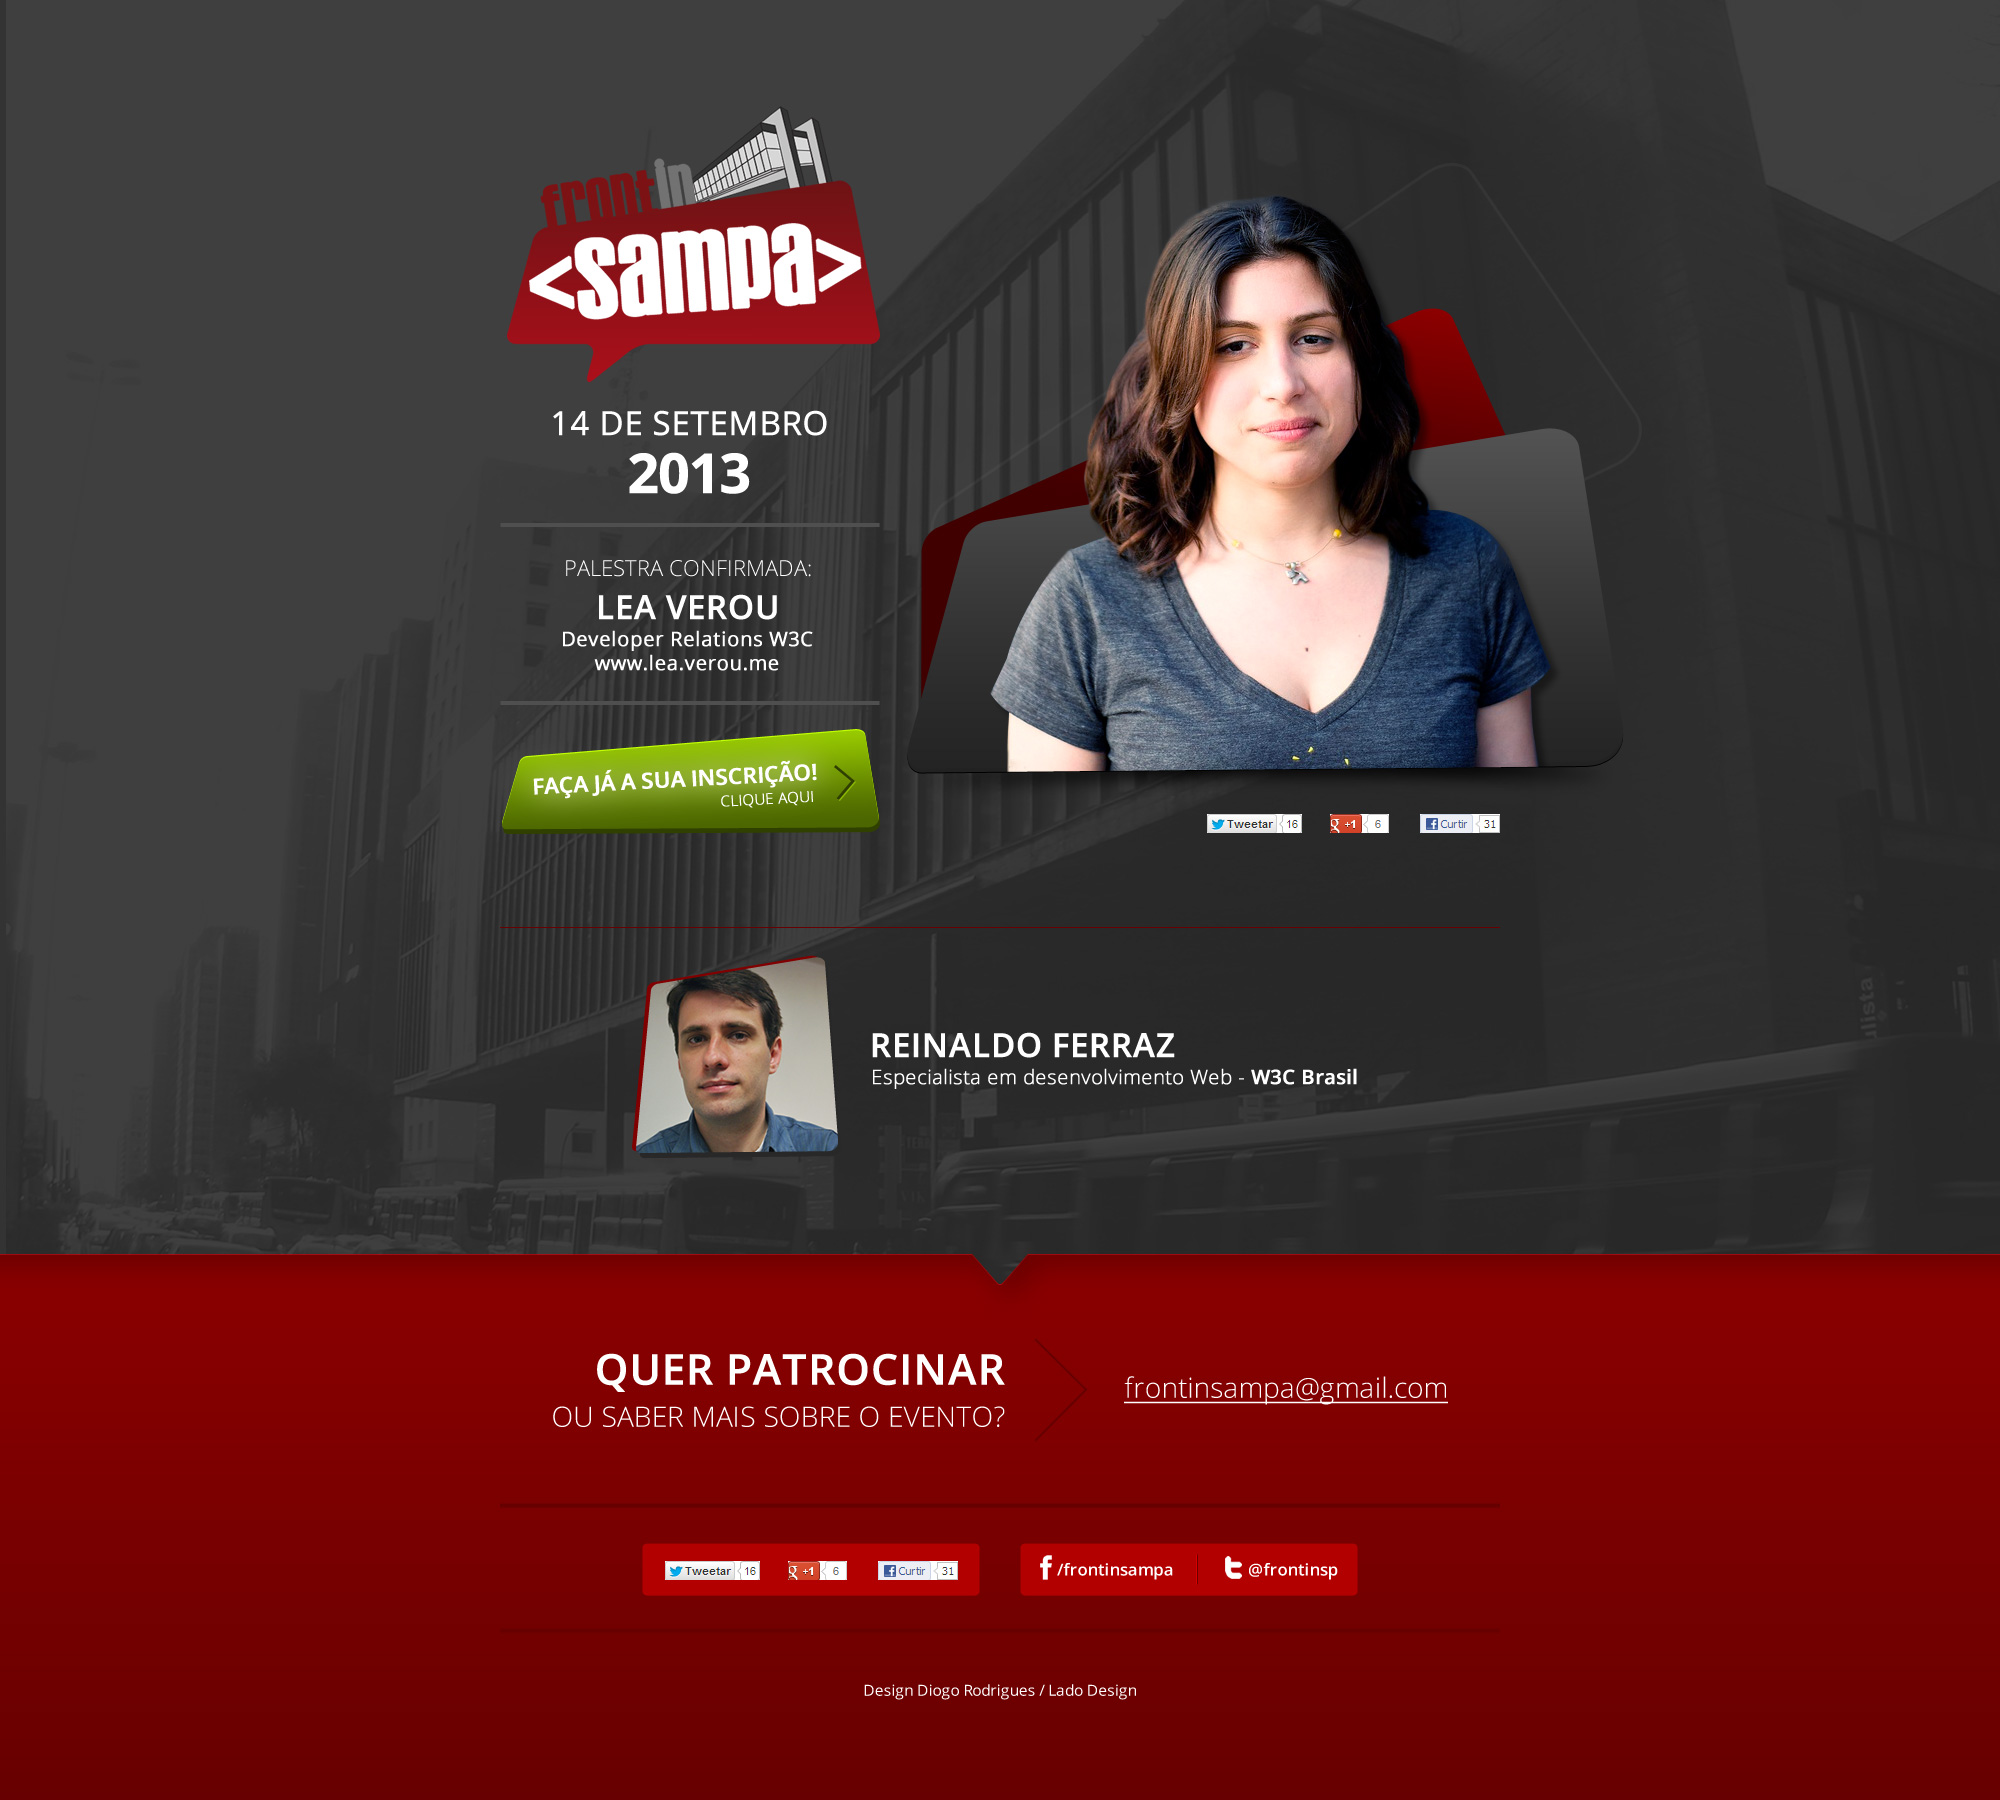 frontin
<sampa>
14 DE SETEMBRO
2013
PALESTRA CONFIRMADA:
LEA VEROU
Developer Relations W3C
www.lea.verou.me
FAÇA JÁ A SUA INSCRIÇÃO!
CLIQUE AQUI
Tweetar 16 g +1 6 f Curtir 31
REINALDO FERRAZ
Especialista em desenvolvimento Web - W3C Brasil
QUER PATROCINAR
OU SABER MAIS SOBRE O EVENTO?
frontinsampa@gmail.com
Tweetar 16 g +1 6 f Curtir 31
f /frontinsampa t @frontinsp
Design Diogo Rodrigues / Lado Design